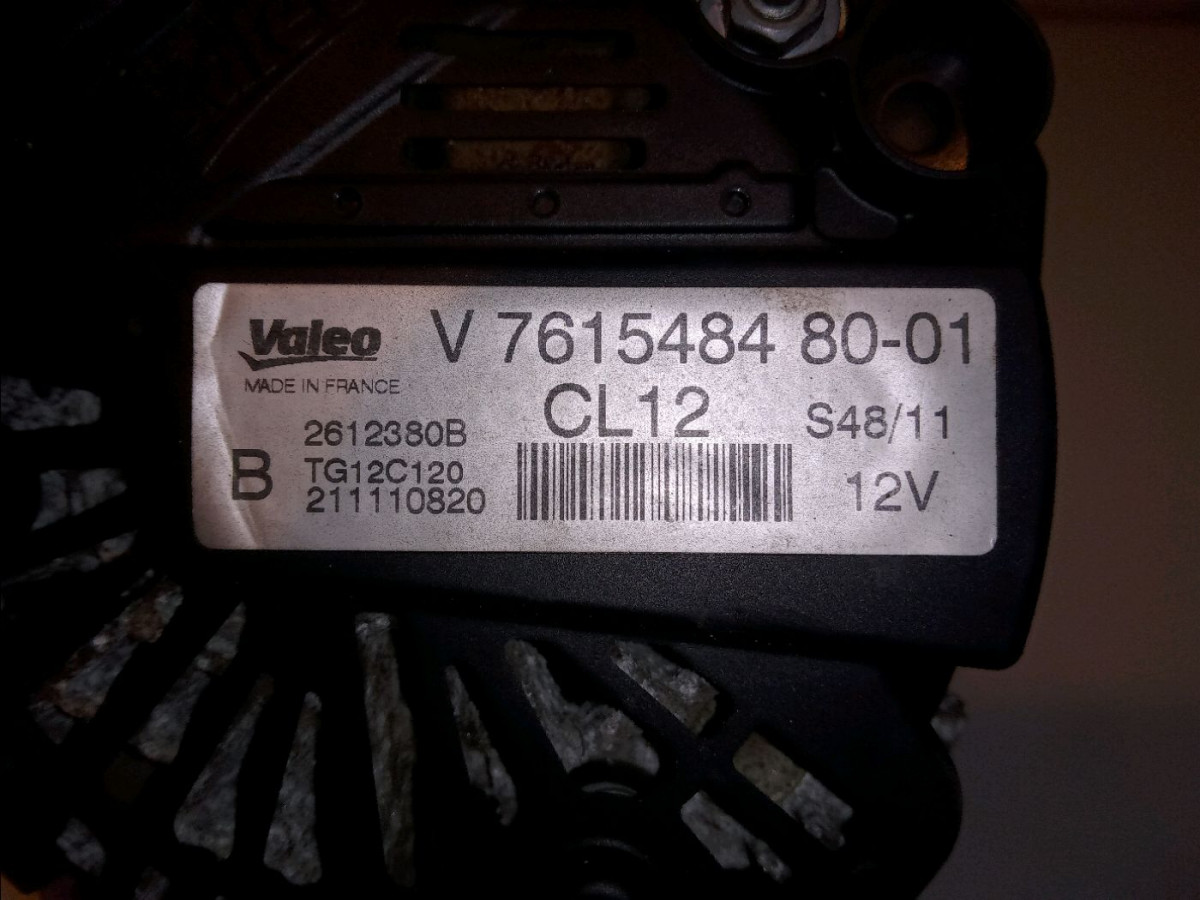 Valeo V 7615484 80-01
MADE IN FRANCE
CL12
2612380B
S48/11
B
TG12C120
211110820
12V